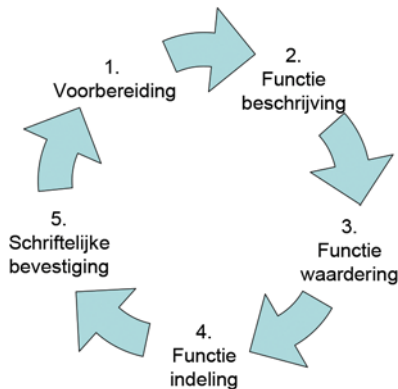 1.
Voorbereiding
2.
Functie
beschrijving
3.
Functie
waardering
4.
Functie
indeling
5.
Schriftelijke
bevestiging